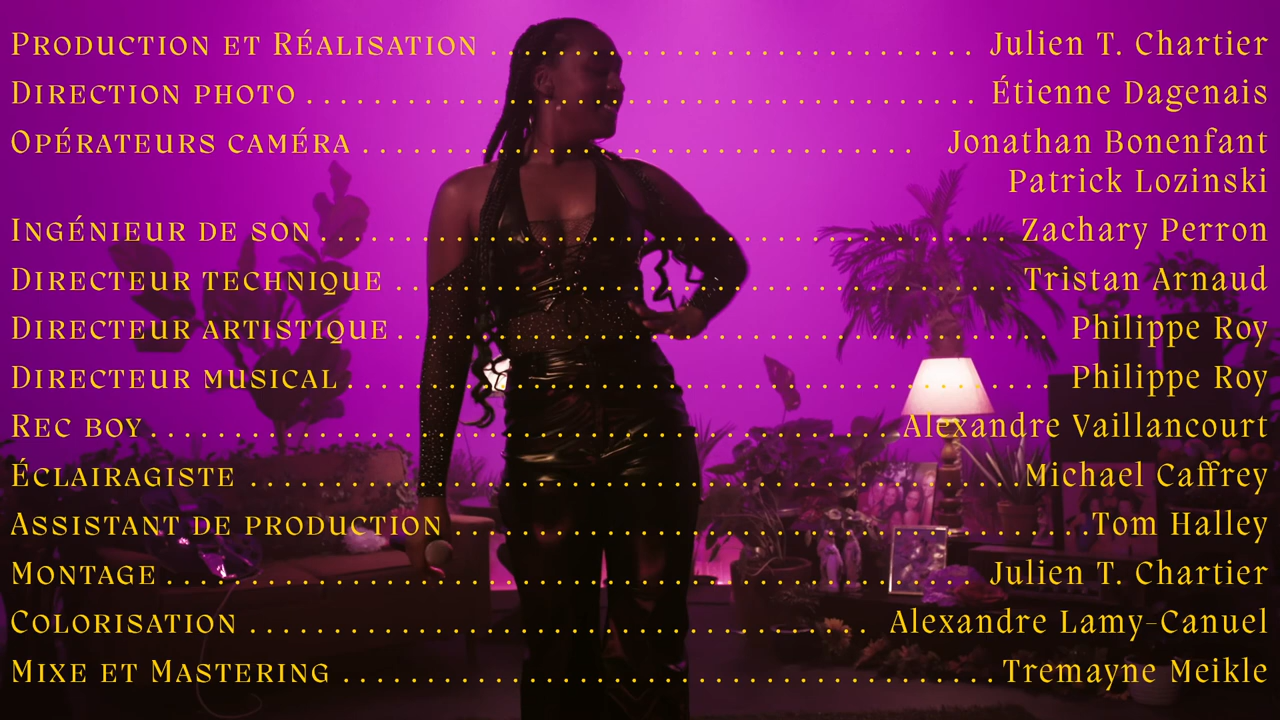 Production et Réalisation . . . . . . . . . . . . . . . . . . . . . . . . . . . . . Julien T. Chartier
Direction photo . . . . . . . . . . . . . . . . . . . . . . . . . . . . . . . . . . . . . . . Étienne Dagenais
Opérateurs caméra . . . . . . . . . . . . . . . . . . . . . . . . . . . . . . . . . Jonathan Bonenfant
Patrick Lozinski
Ingénieur de son . . . . . . . . . . . . . . . . . . . . . . . . . . . . . . . . . . . . . . . . Zachary Perron
Directeur technique . . . . . . . . . . . . . . . . . . . . . . . . . . . . . . . . . . . . . Tristan Arnaud
Directeur artistique . . . . . . . . . . . . . . . . . . . . . . . . . . . . . . . . . . . . . . . Philippe Roy
Directeur musical . . . . . . . . . . . . . . . . . . . . . . . . . . . . . . . . . . . . . . . . . . Philippe Roy
Rec boy . . . . . . . . . . . . . . . . . . . . . . . . . . . . . . . . . . . . . . . . . . . . Alexandre Vaillancourt
Éclairagiste . . . . . . . . . . . . . . . . . . . . . . . . . . . . . . . . . . . . . . . . . . . . . . Michael Caffrey
Assistant de production . . . . . . . . . . . . . . . . . . . . . . . . . . . . . . . . . . . . . . Tom Halley
Montage . . . . . . . . . . . . . . . . . . . . . . . . . . . . . . . . . . . . . . . . . . . . . . . . Julien T. Chartier
Colorisation . . . . . . . . . . . . . . . . . . . . . . . . . . . . . . . . . . . . . Alexandre Lamy-Canuel
Mixe et Mastering . . . . . . . . . . . . . . . . . . . . . . . . . . . . . . . . . . . . . . . Tremayne Meikle